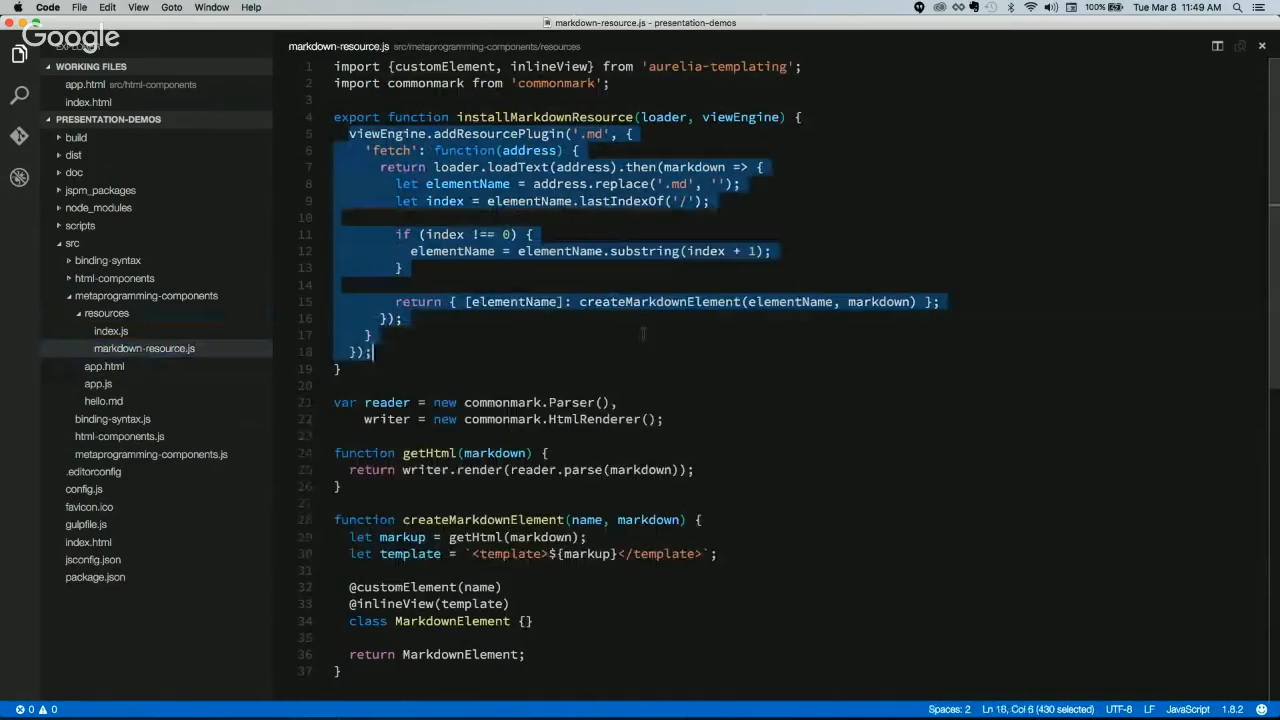 Code File Edit View Goto Window Help 100% Tue Mar 8 11:49 AM
markdown-resource.js - presentation-demos
Google
markdown-resource.js src/metaprogramming-components/resources
WORKING FILES
app.html src/html-components
index.html
PRESENTATION-DEMOS
build
dist
doc
jspm_packages
node_modules
scripts
src
binding-syntax
html-components
metaprogramming-components
resources
index.js
markdown-resource.js
app.html
app.js
hello.md
binding-syntax.js
html-components.js
metaprogramming-components.js
.editorconfig
config.js
favicon.ico
gulpfile.js
index.html
jsconfig.json
package.json
1 import {customElement, inlineView} from 'aurelia-templating';
2 import commonmark from 'commonmark';
3
4 export function installMarkdownResource(loader, viewEngine) {
5 viewEngine.addResourcePlugin('.md', {
6 'fetch': function(address) {
7 return loader.loadText(address).then(markdown => {
8 let elementName = address.replace('.md', '');
9 let index = elementName.lastIndexOf('/');
10
11 if (index !== 0) {
12 elementName = elementName.substring(index + 1);
13 }
14
15 return { [elementName]: createMarkdownElement(elementName, markdown) };
16 });
17 }
18 });
19 }
20
21 var reader = new commonmark.Parser(),
22 writer = new commonmark.HtmlRenderer();
23
24 function getHtml(markdown) {
25 return writer.render(reader.parse(markdown));
26 }
27
28 function createMarkdownElement(name, markdown) {
29 let markup = getHtml(markdown);
30 let template = `<template>${markup}</template>`;
31
32 @customElement(name)
33 @inlineView(template)
34 class MarkdownElement {}
35
36 return MarkdownElement;
37 }
0 0 Spaces: 2 Ln 18, Col 6 (430 selected) UTF-8 LF JavaScript 1.8.2